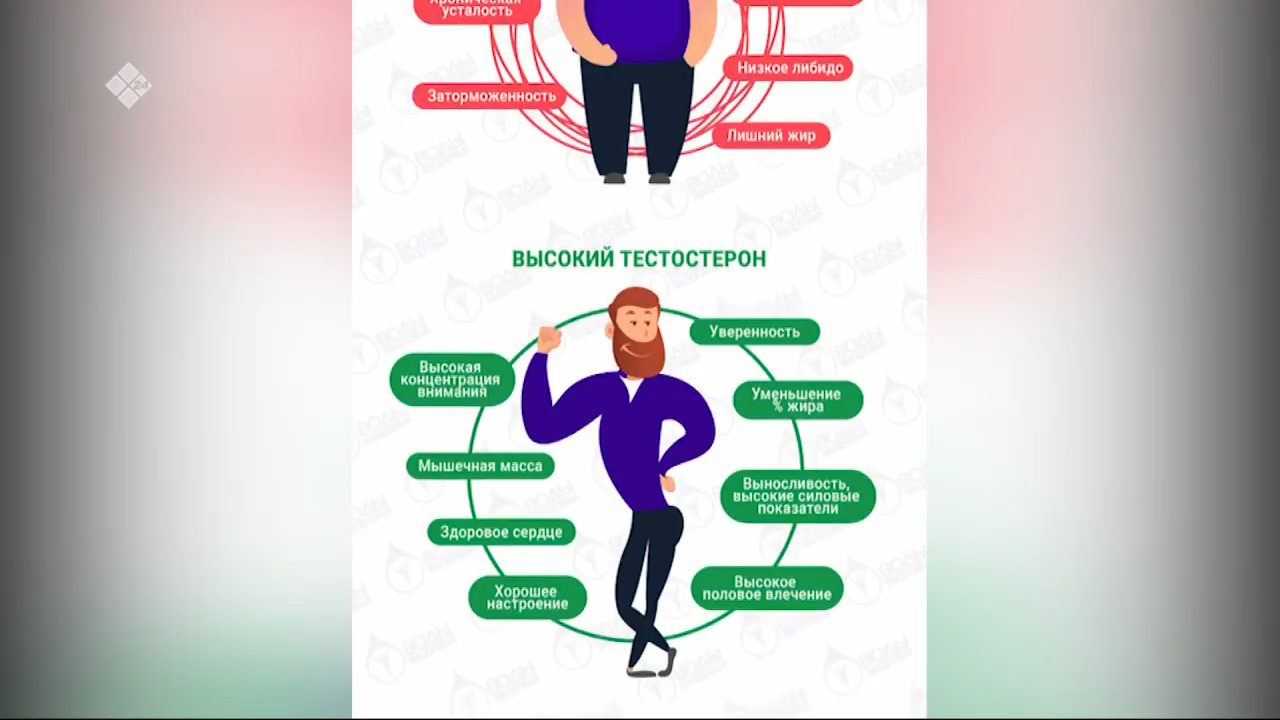 Хроническая
усталость
Низкое либидо
Заторможенность
Лишний жир
ВЫСОКИЙ ТЕСТОСТЕРОН
Уверенность
Высокая
концентрация
внимания
Уменьшение
% жира
Мышечная масса
Выносливость,
высокие силовые
показатели
Здоровое сердце
Хорошее
настроение
Высокое
половое влечение
24